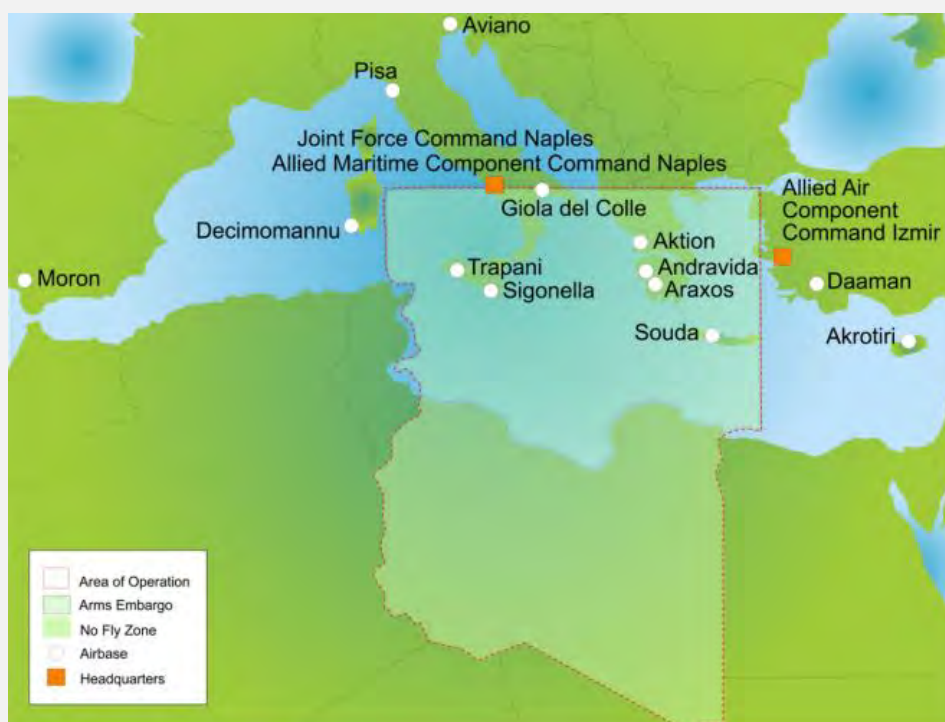 Aviano
Pisa
Joint Force Command Naples
Allied Maritime Component Command Naples
Giola del Colle
Allied Air
Component
Command Izmir
Decimomannu
Aktion
Moron
Trapani
Andravida
Daaman
Sigonella
Araxos
Souda
Akrotiri
Area of Operation
Arms Embargo
No Fly Zone
Airbase
Headquarters